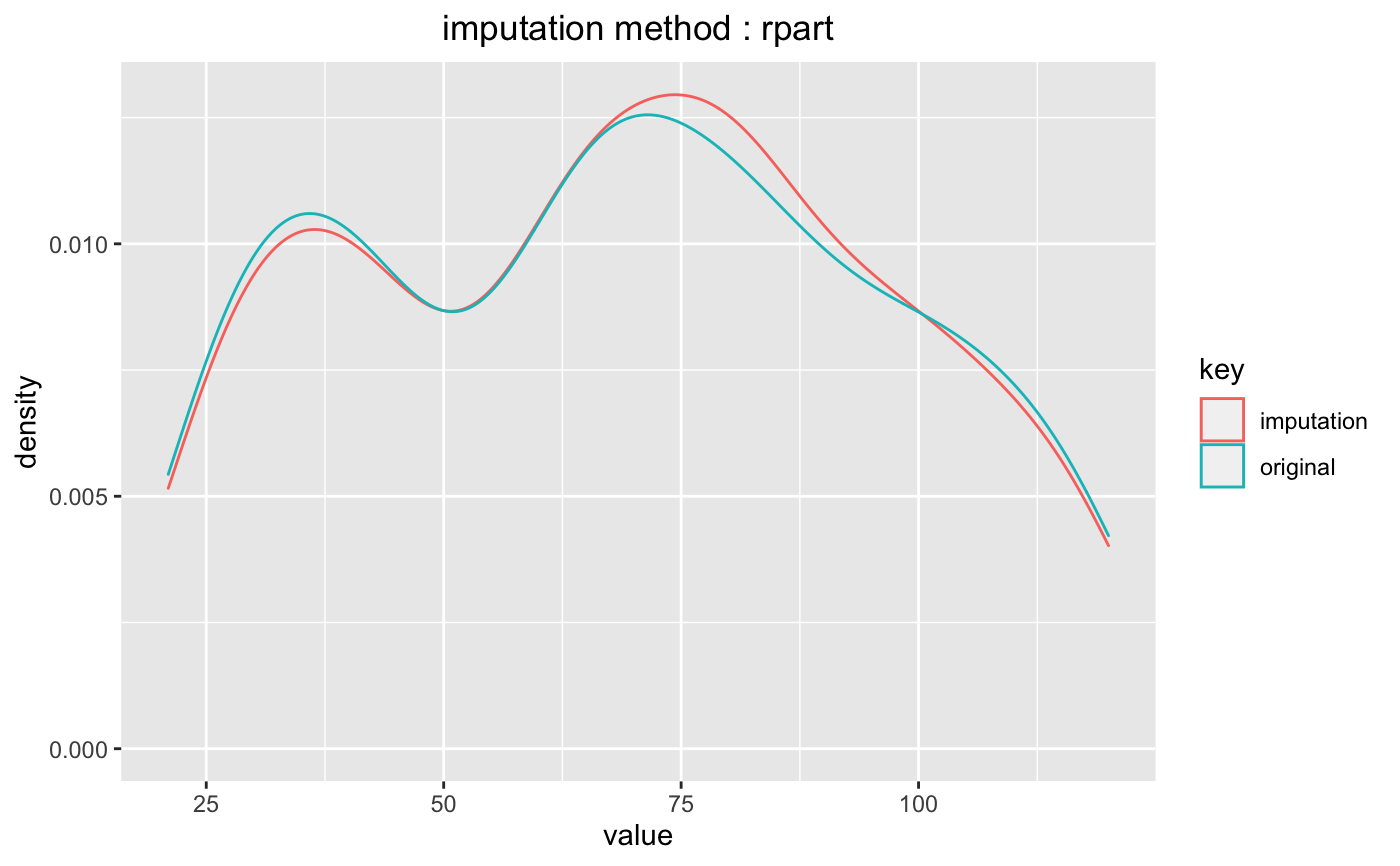 imputation method : rpart
0.010
0.005
0.000
density
25 50 75 100
value
key
imputation
original